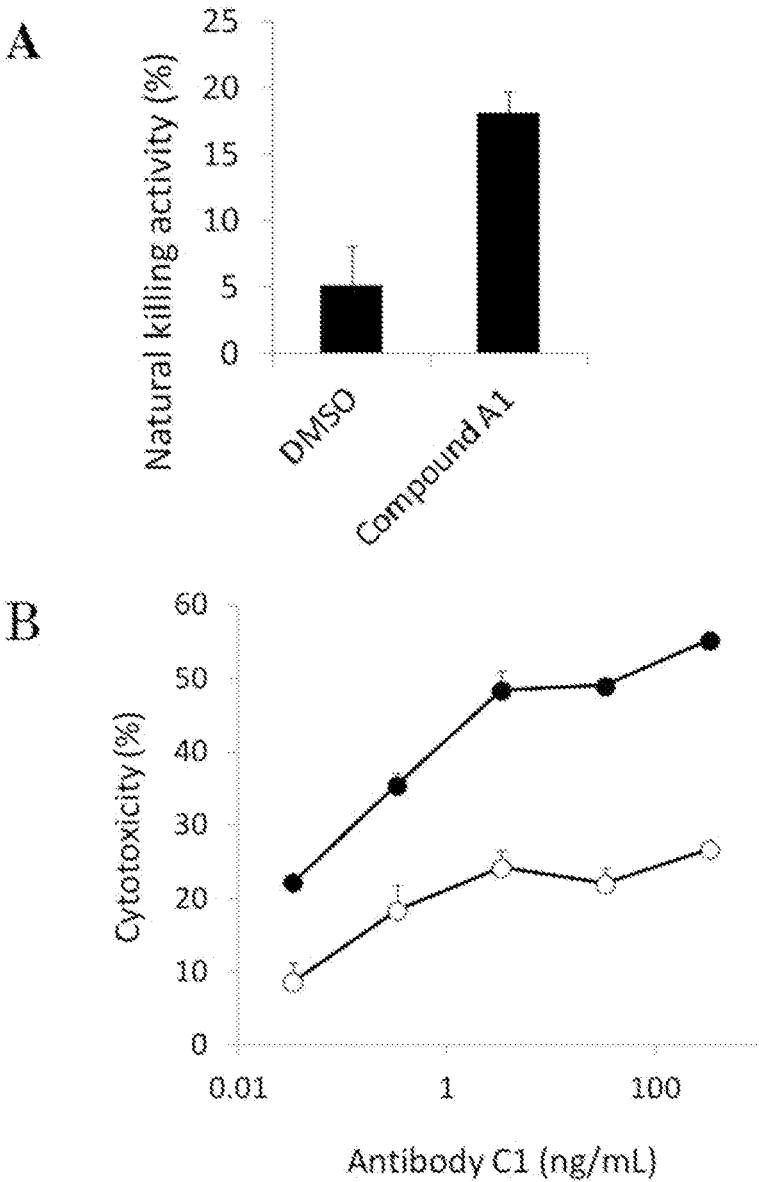 A
Natural killing activity (%)
25
20
15
10
5
0
DMSO
Compound A1
B
Cytotoxicity (%)
60
50
40
30
20
10
0
0.01
1
100
Antibody C1 (ng/mL)